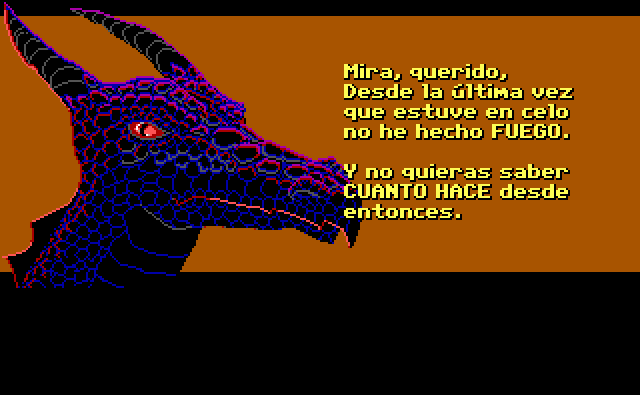 Mira, querido,
Desde la última vez
que estuve en celo
no he hecho FUEGO.
Y no quieras saber
CUANTO HACE desde
entonces.